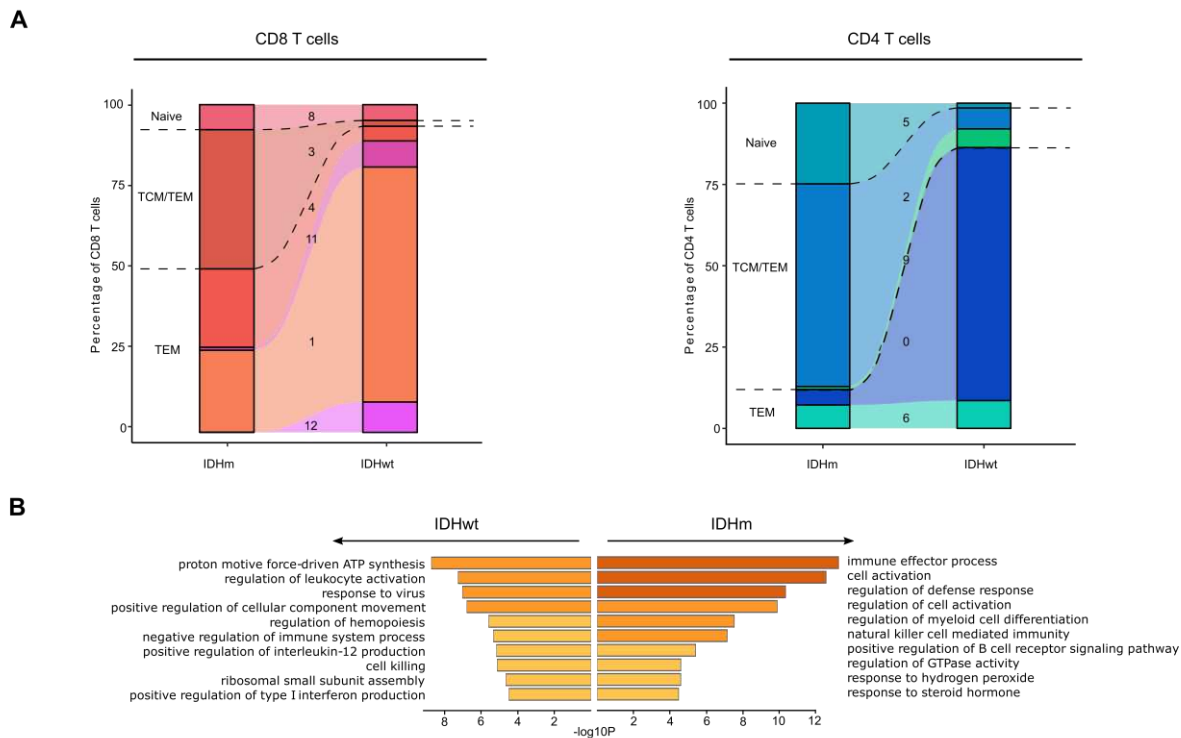 A
CD8 T cells
CD4 T cells
Percentage of CD8 T cells
100
75
50
25
0
Naive
TCM/TEM
TEM
8
3
4
11
1
12
IDHm
IDHwt
Percentage of CD4 T cells
100
75
50
25
0
Naive
TCM/TEM
TEM
5
2
9
0
6
IDHm
IDHwt
B
IDHwt
IDHm
proton motive force-driven ATP synthesis
regulation of leukocyte activation
response to virus
positive regulation of cellular component movement
regulation of hemopoiesis
negative regulation of immune system process
positive regulation of interleukin-12 production
cell killing
ribosomal small subunit assembly
positive regulation of type I interferon production
immune effector process
cell activation
regulation of defense response
regulation of cell activation
regulation of myeloid cell differentiation
natural killer cell mediated immunity
positive regulation of B cell receptor signaling pathway
regulation of GTPase activity
response to hydrogen peroxide
response to steroid hormone
8 6 4 2 2 4 6 8 10 12
-log10P